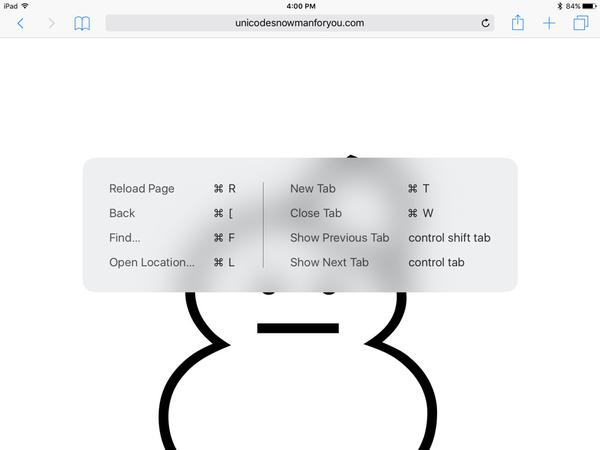 iPad 4:00 PM 84%
unicodesnowmanforyou.com
Reload Page ⌘ R
Back ⌘ [
Find... ⌘ F
Open Location... ⌘ L
New Tab ⌘ T
Close Tab ⌘ W
Show Previous Tab control shift tab
Show Next Tab control tab